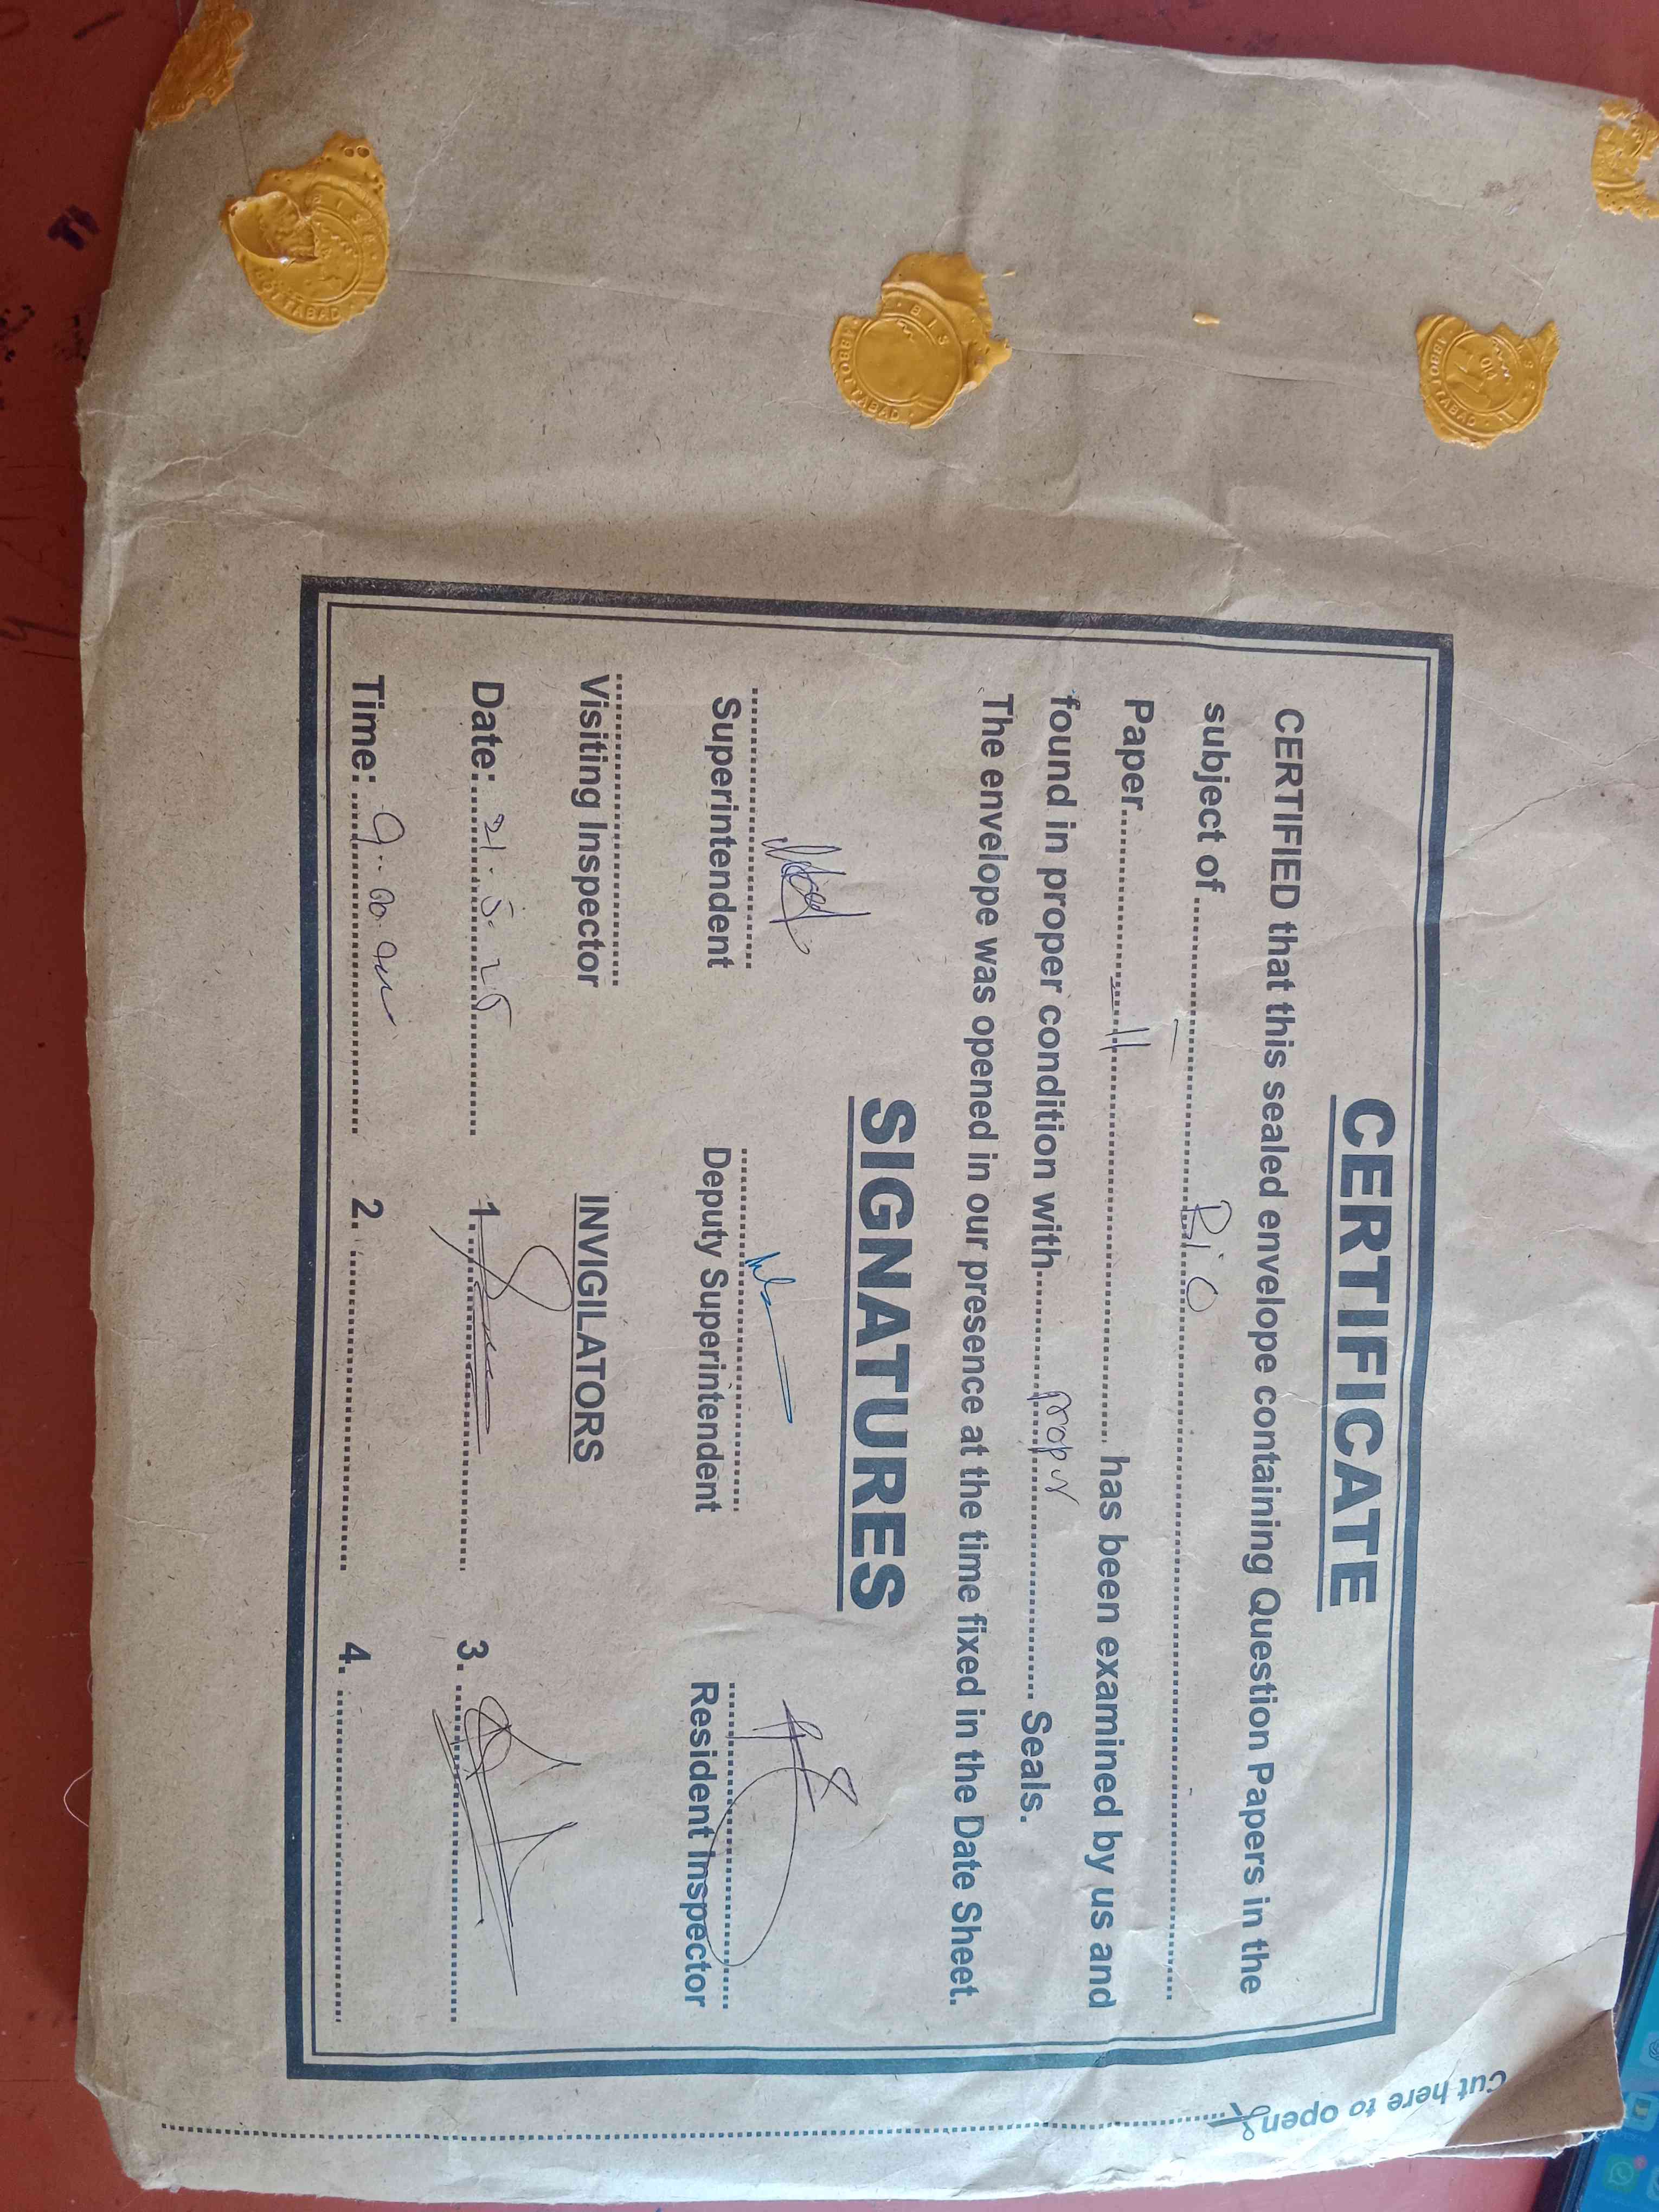 CERTIFICATE
CERTIFIED that this sealed envelope containing Question Papers in the
subject of Bio
Paper II has been examined by us and
found in proper condition with proper Seals.
The envelope was opened in our presence at the time fixed in the Date Sheet.
SIGNATURES
Superintendent Deputy Superintendent Resident Inspector
Visiting Inspector INVIGILATORS
Date: 21.5.25 1. 3.
Time: 9:00 am 2. 4.
Cut here to open
ABBOTTABAD
B I S
ABBOTTABAD